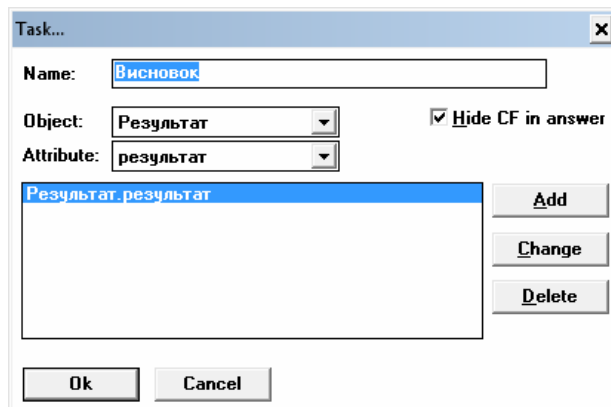 Task...
Name: Висновок
Object: Результат
Hide CF in answer
Attribute: результат
Результат.результат
Add
Change
Delete
Ok
Cancel